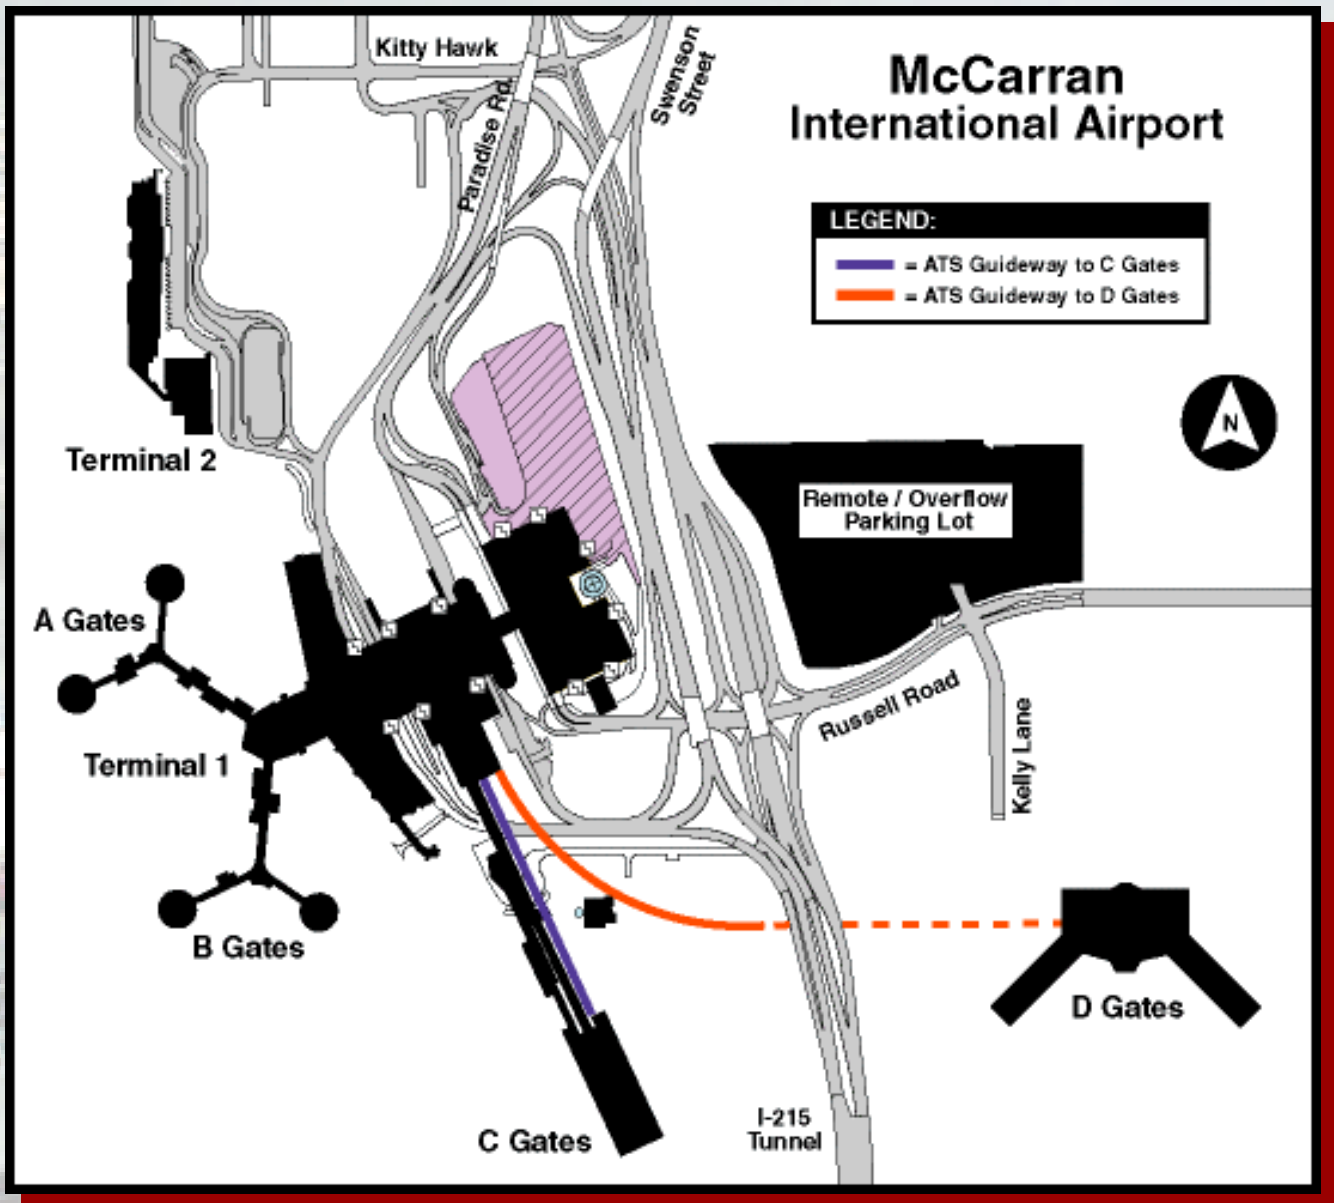 Kitty Hawk
Paradise Rd.
Swenson
Street
McCarran
International Airport
LEGEND:
= ATS Guideway to C Gates
= ATS Guideway to D Gates
N
Terminal 2
Remote / Overflow
Parking Lot
A Gates
Russell Road
Kelly Lane
Terminal 1
B Gates
D Gates
C Gates
I-215
Tunnel